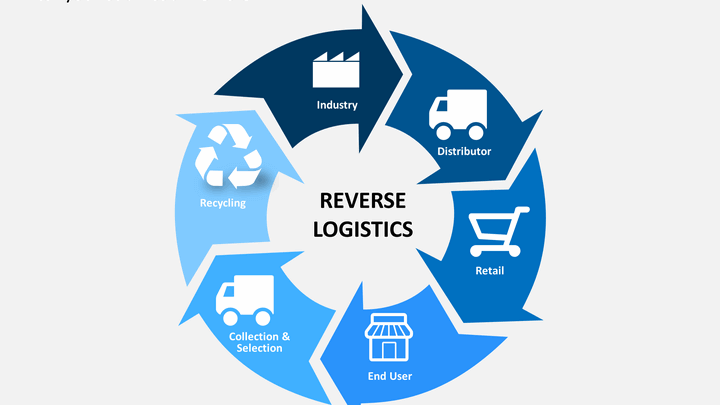 Industry
Distributor
Retail
End User
Collection &
Selection
Recycling
REVERSE
LOGISTICS